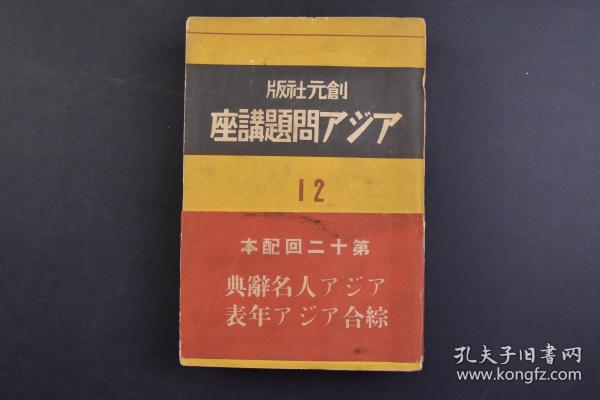 創元社版
アジア問題講座
12
第十二回配本
アジア人名辭典
綜合アジア年表
孔夫子旧书网
www.kongfz.com